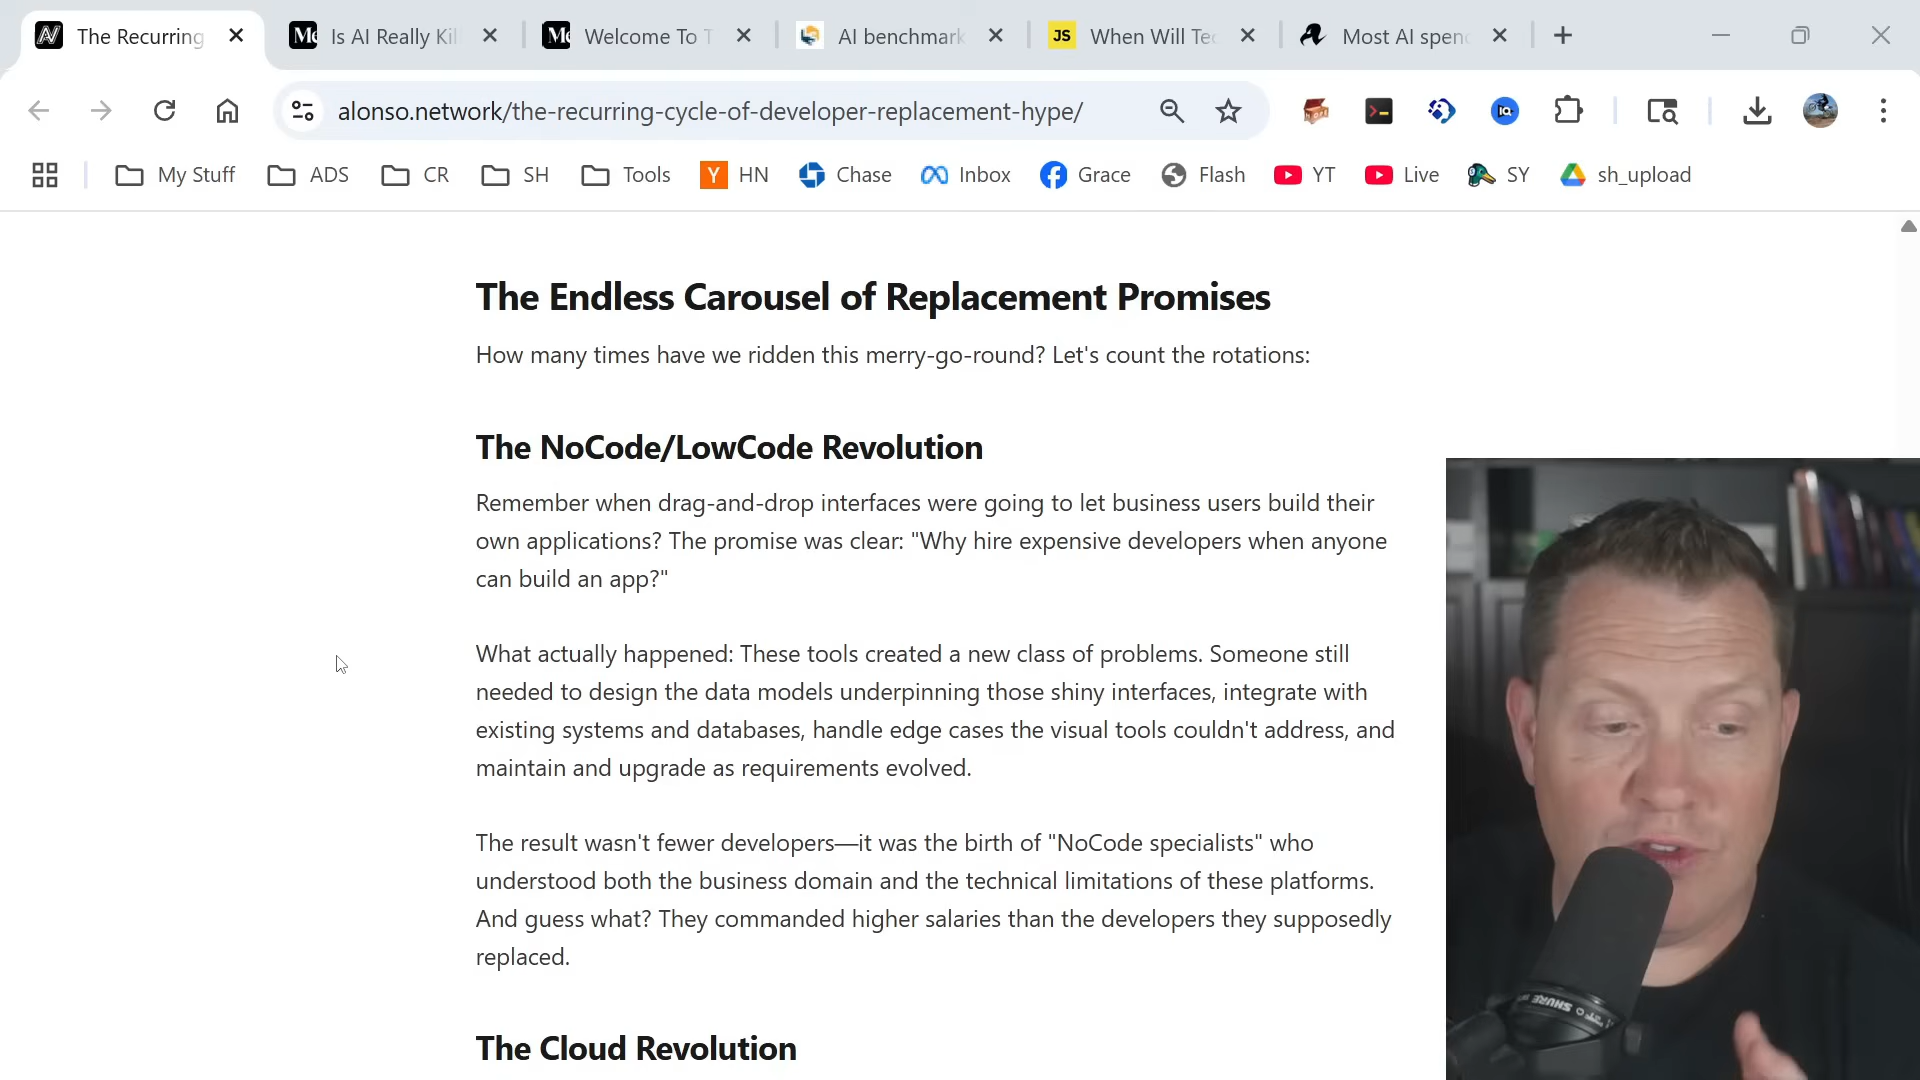 The Recurring
Is AI Really Kil
Welcome To T
AI benchmark
JS
When Will Tec
Most AI spend
alonso.network/the-recurring-cycle-of-developer-replacement-hype/
My Stuff
ADS
CR
SH
Tools
Y
HN
Chase
Inbox
Grace
Flash
YT
Live
SY
sh_upload
The Endless Carousel of Replacement Promises
How many times have we ridden this merry-go-round? Let's count the rotations:
The NoCode/LowCode Revolution
Remember when drag-and-drop interfaces were going to let business users build their
own applications? The promise was clear: "Why hire expensive developers when anyone
can build an app?"
What actually happened: These tools created a new class of problems. Someone still
needed to design the data models underpinning those shiny interfaces, integrate with
existing systems and databases, handle edge cases the visual tools couldn't address, and
maintain and upgrade as requirements evolved.
The result wasn't fewer developers—it was the birth of "NoCode specialists" who
understood both the business domain and the technical limitations of these platforms.
And guess what? They commanded higher salaries than the developers they supposedly
replaced.
The Cloud Revolution
SHURE